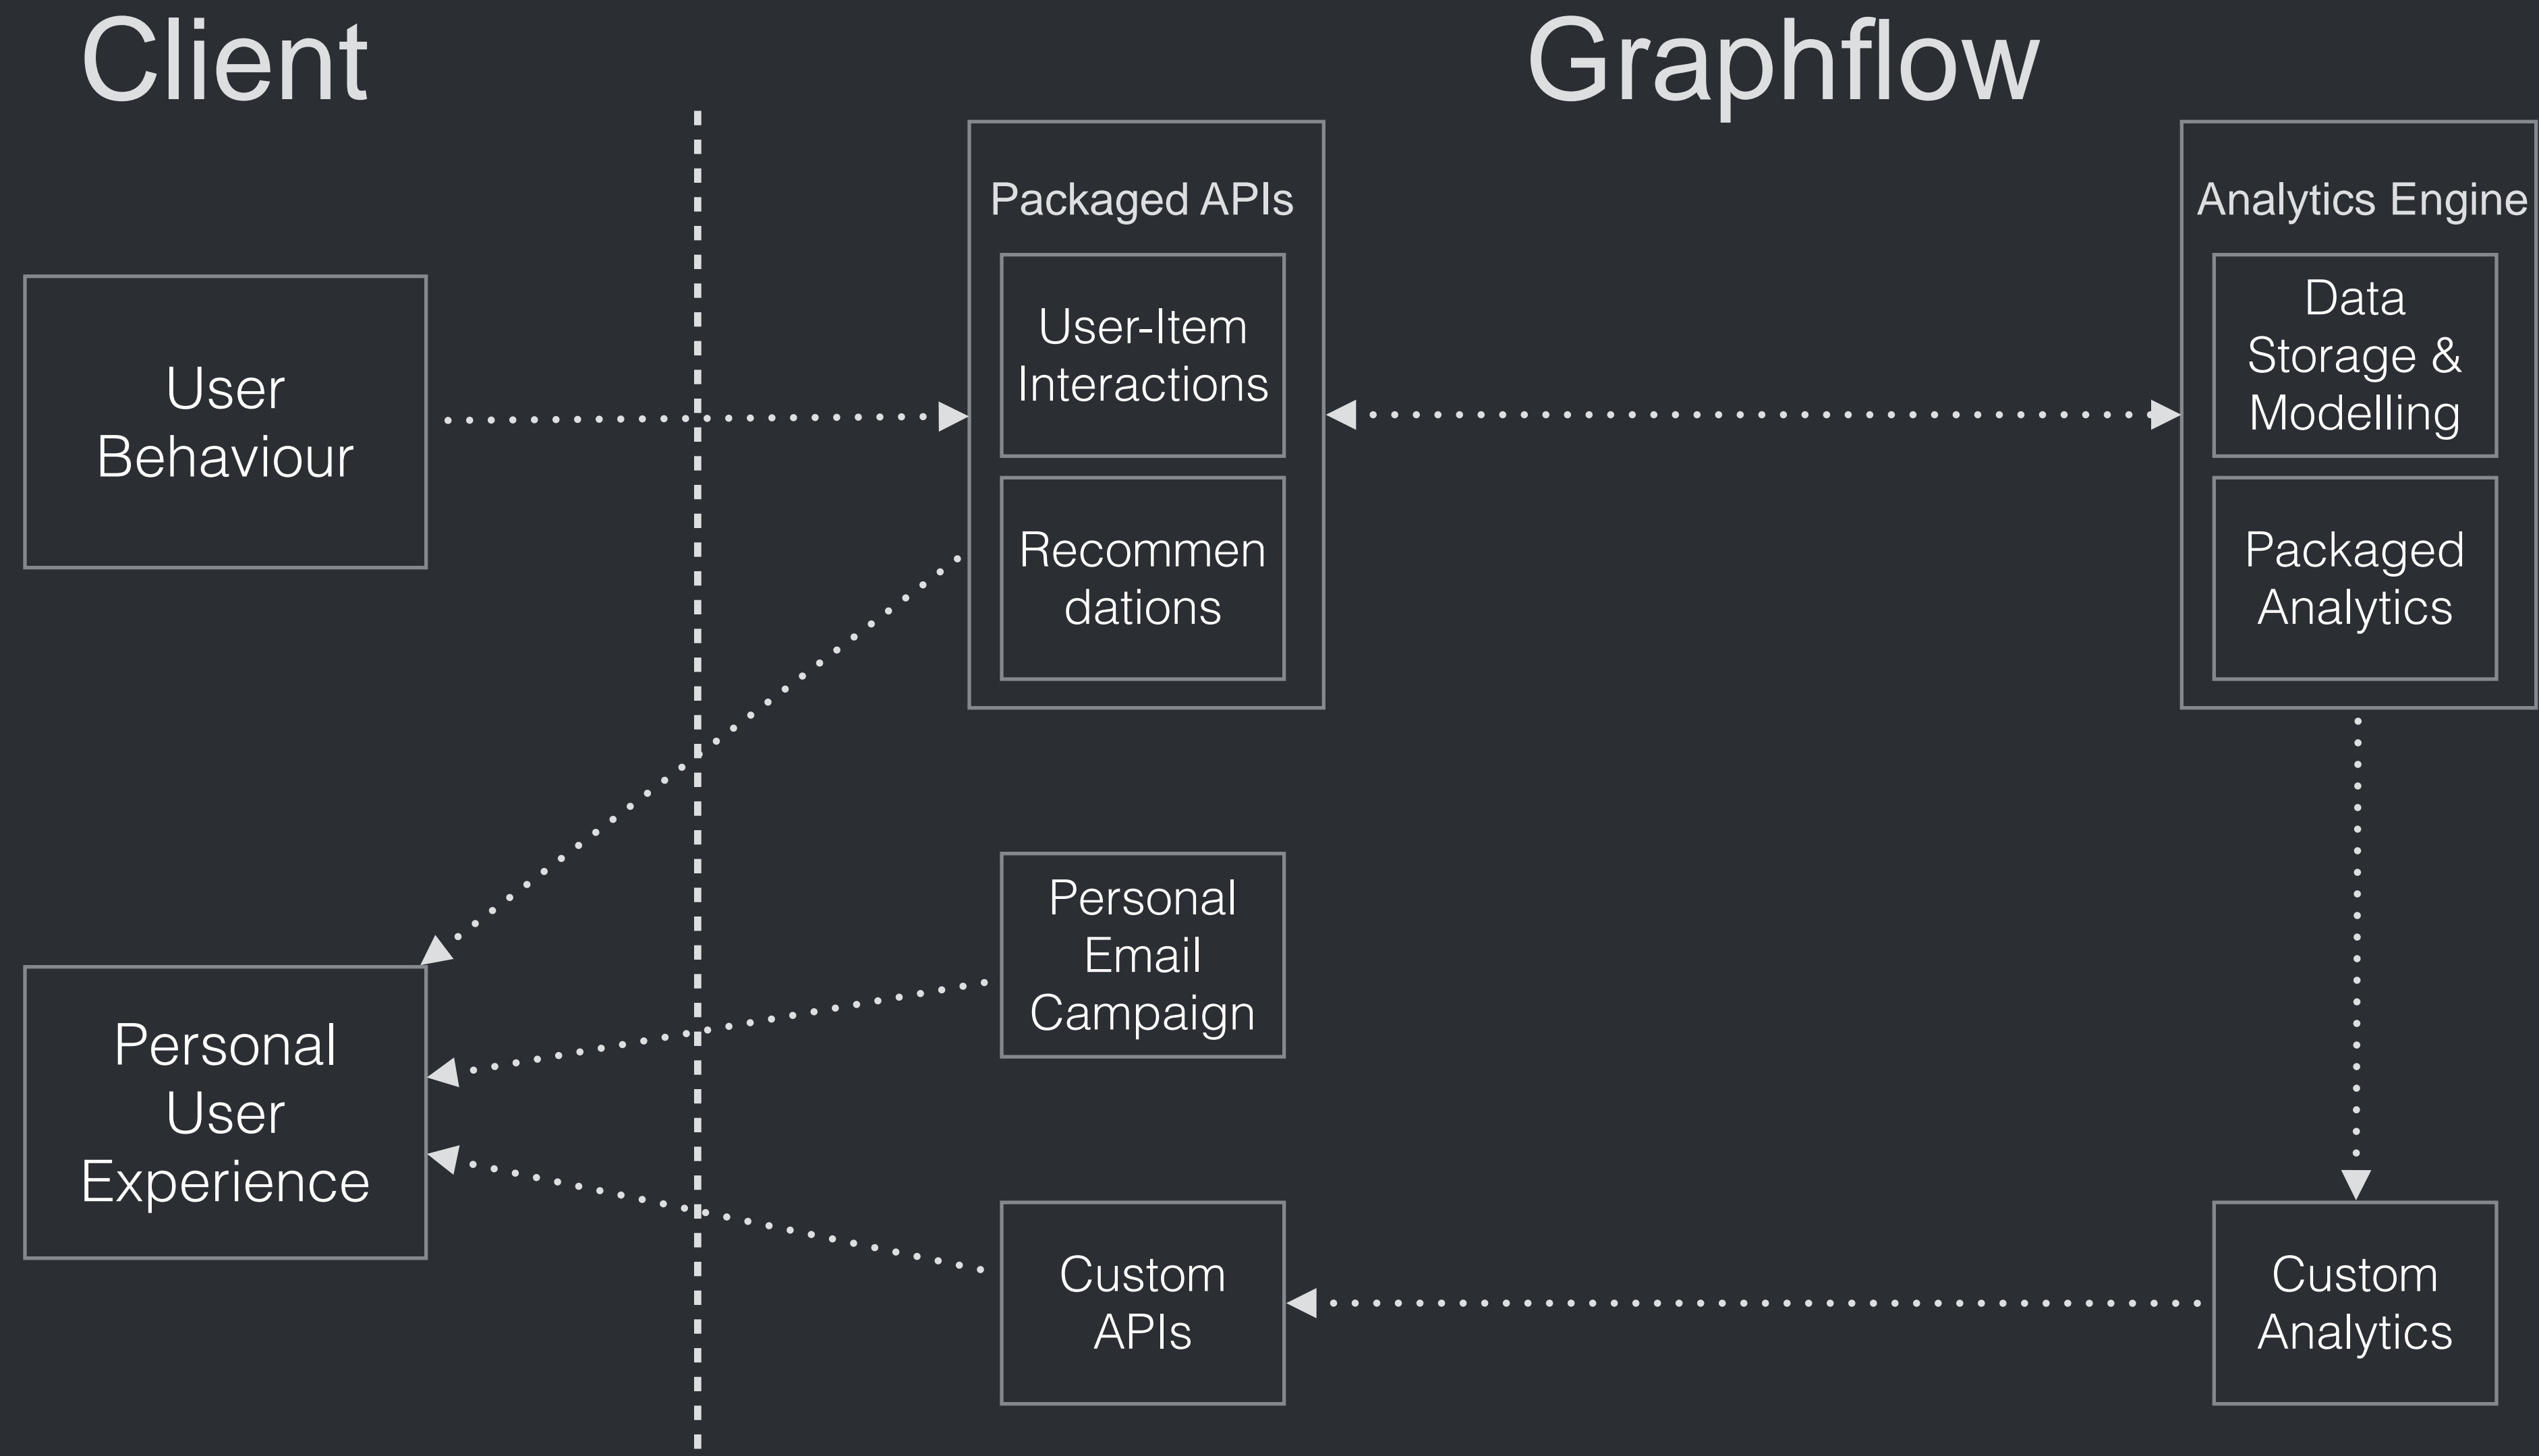 Client
Graphflow
Packaged APIs
Analytics Engine
User
Behaviour
User-Item
Interactions
Data
Storage &
Modelling
Recommen
dations
Packaged
Analytics
Personal
Email
Campaign
Personal
User
Experience
Custom
APIs
Custom
Analytics